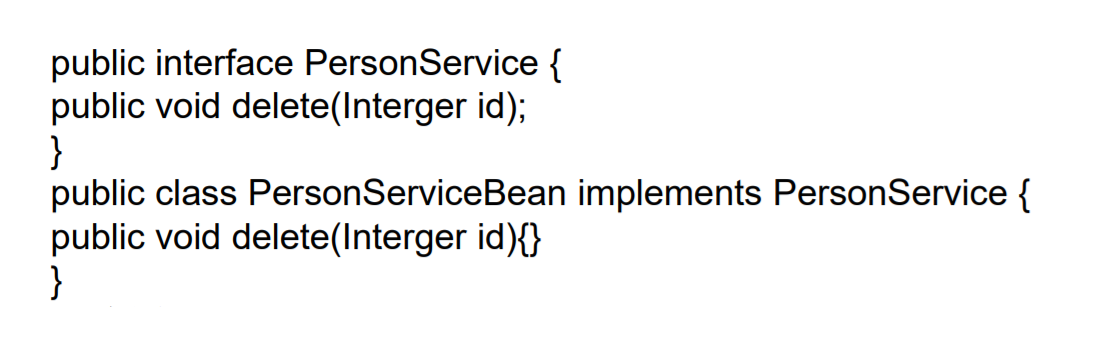 public interface PersonService {
public void delete(Interger id);
}
public class PersonServiceBean implements PersonService {
public void delete(Interger id){}
}